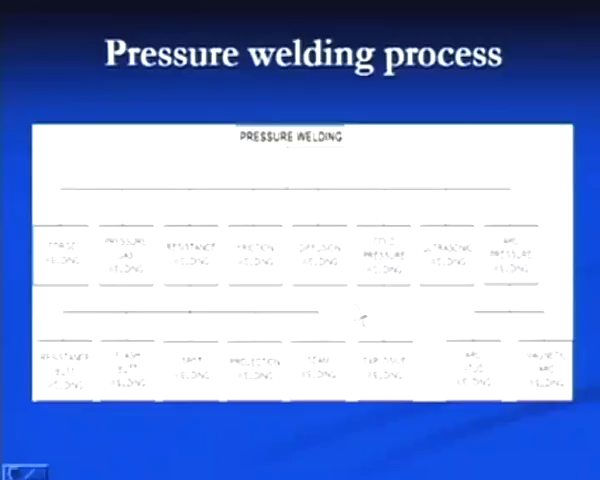 Pressure welding process
PRESSURE WELDING
FORGE
WELDING
PRESSURE
GAS
WELDING
RESISTANCE
WELDING
FRICTION
WELDING
DIFFUSION
WELDING
COLD
PRESSURE
WELDING
ULTRASONIC
WELDING
ARC
PRESSURE
WELDING
RESISTANCE
BUTT
WELDING
FLASH
BUTT
WELDING
SPOT
WELDING
PROJECTION
WELDING
SEAM
WELDING
EXPLOSIVE
WELDING
ARC
STUD
WELDING
ARC
WELDING